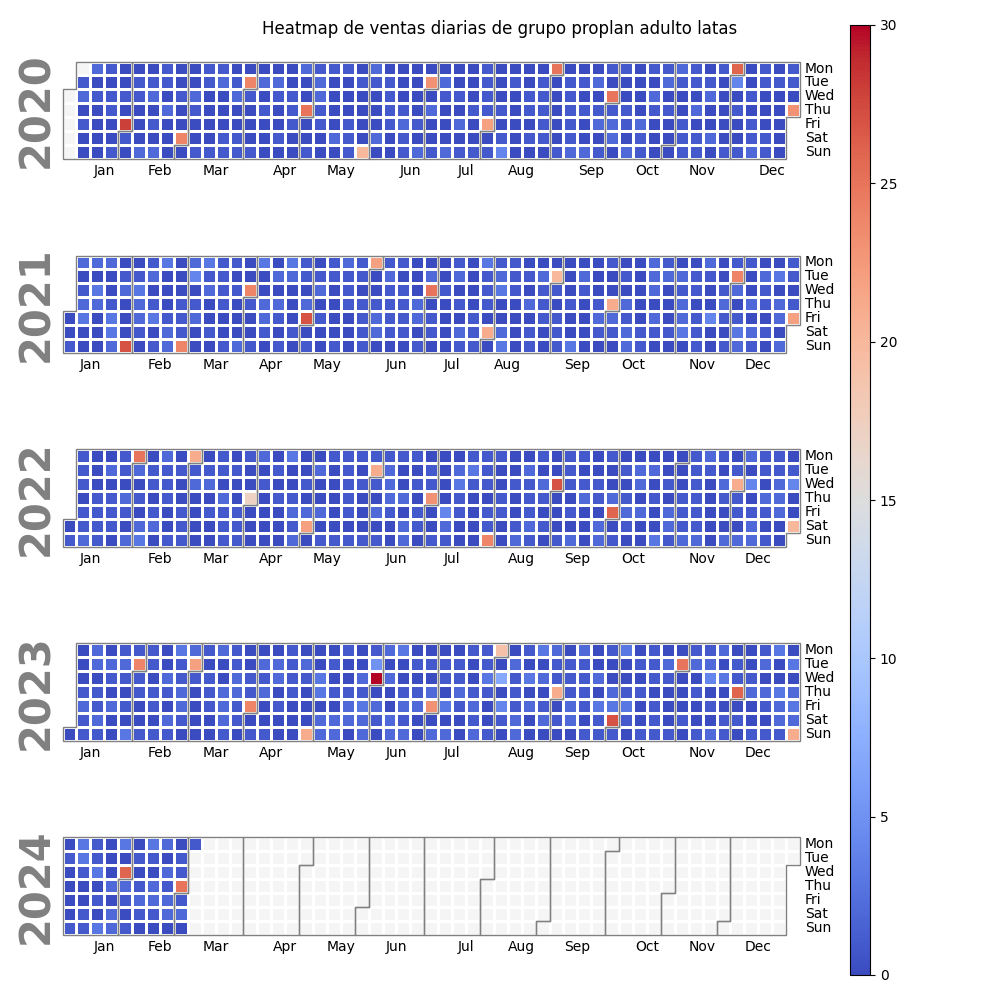 Heatmap de ventas diarias de grupo proplan adulto latas
2020
Mon
Tue
Wed
Thu
Fri
Sat
Sun
Jan Feb Mar Apr May Jun Jul Aug Sep Oct Nov Dec
2021
Mon
Tue
Wed
Thu
Fri
Sat
Sun
Jan Feb Mar Apr May Jun Jul Aug Sep Oct Nov Dec
2022
Mon
Tue
Wed
Thu
Fri
Sat
Sun
Jan Feb Mar Apr May Jun Jul Aug Sep Oct Nov Dec
2023
Mon
Tue
Wed
Thu
Fri
Sat
Sun
Jan Feb Mar Apr May Jun Jul Aug Sep Oct Nov Dec
2024
Mon
Tue
Wed
Thu
Fri
Sat
Sun
Jan Feb Mar Apr May Jun Jul Aug Sep Oct Nov Dec
30
25
20
15
10
5
0